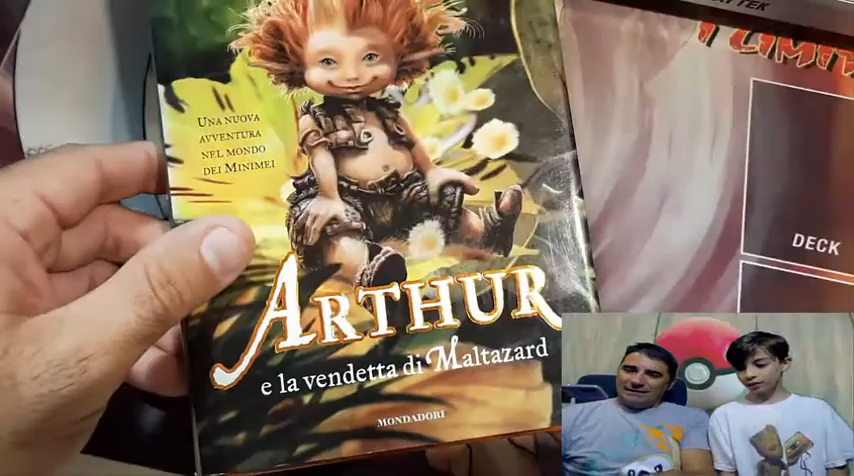 UNA NUOVA
AVVENTURA
NEL MONDO
DEI MINIMEI
ARTHUR
e la vendetta di Maltazard
MONDADORI
DECK